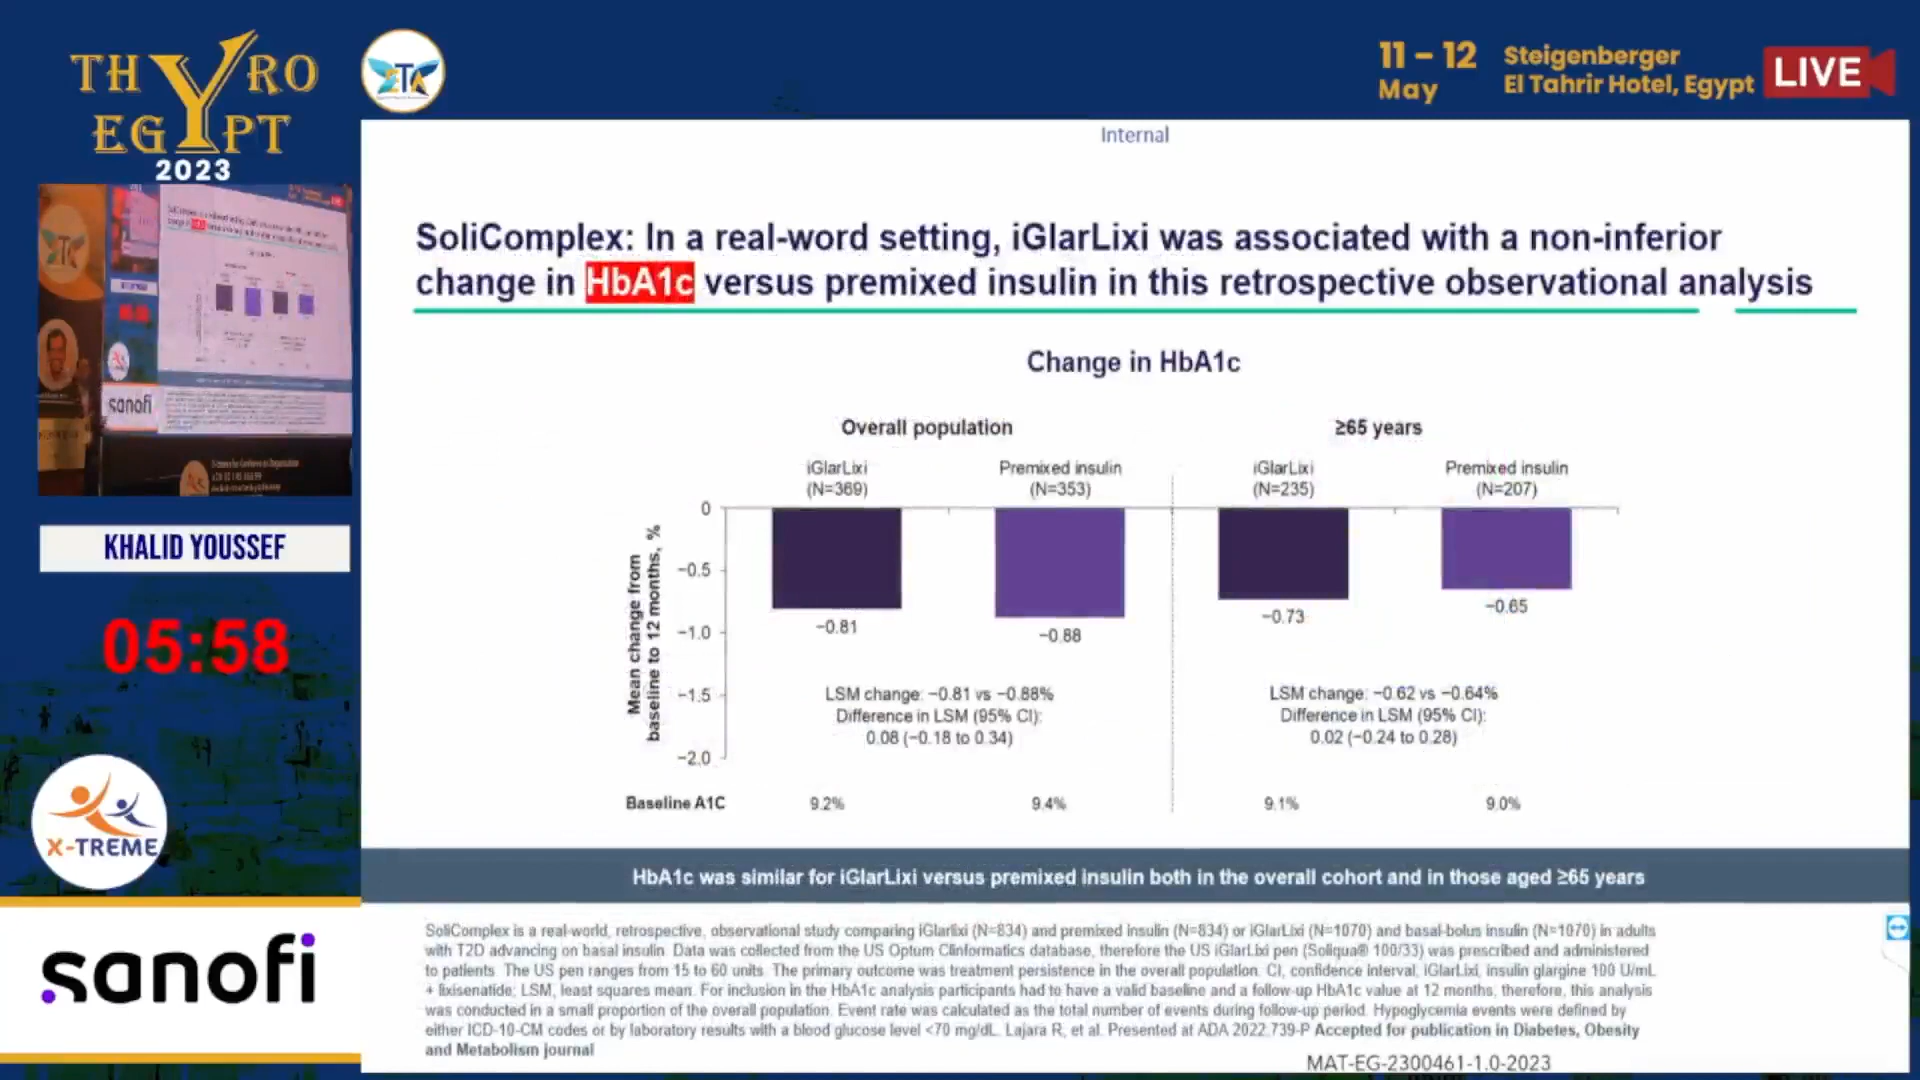 THYRO
EGYPT
2023
ZTA
11 – 12
May
Steigenberger
El Tahrir Hotel, Egypt
LIVE
Internal
SoliComplex: In a real-word setting, iGlarLixi was associated with a non-inferior
change in HbA1c versus premixed insulin in this retrospective observational analysis
Change in HbA1c
Overall population
≥65 years
iGlarLixi
(N=369)
Premixed insulin
(N=353)
iGlarLixi
(N=235)
Premixed insulin
(N=207)
Mean change from
baseline to 12 months, %
0
−0.5
−1.0
−1.5
−2.0
−0.81
−0.88
−0.73
−0.65
LSM change: −0.81 vs −0.88%
Difference in LSM (95% CI):
0.08 (−0.18 to 0.34)
LSM change: −0.62 vs −0.64%
Difference in LSM (95% CI):
0.02 (−0.24 to 0.28)
Baseline A1C
9.2%
9.4%
9.1%
9.0%
HbA1c was similar for iGlarLixi versus premixed insulin both in the overall cohort and in those aged ≥65 years
SoliComplex is a real-world, retrospective, observational study comparing iGlarlixi (N=834) and premixed insulin (N=834) or iGlarLixi (N=1070) and basal-bolus insulin (N=1070) in adults
with T2D advancing on basal insulin. Data was collected from the US Optum Clinformatics database, therefore the US iGlarLixi pen (Soliqua® 100/33) was prescribed and administered
to patients. The US pen ranges from 15 to 60 units. The primary outcome was treatment persistence in the overall population. CI, confidence interval, iGlarLixi, insulin glargine 100 U/mL
+ lixisenatide; LSM, least squares mean. For inclusion in the HbA1c analysis participants had to have a valid baseline and a follow-up HbA1c value at 12 months, therefore, this analysis
was conducted in a small proportion of the overall population. Event rate was calculated as the total number of events during follow-up period. Hypoglycemia events were defined by
either ICD-10-CM codes or by laboratory results with a blood glucose level <70 mg/dL. Lajara R, et al. Presented at ADA 2022.739-P Accepted for publication in Diabetes, Obesity
and Metabolism journal
MAT-EG-2300461-1.0-2023
sanofi
KHALID YOUSSEF
05:58
X-TREME
sanofi